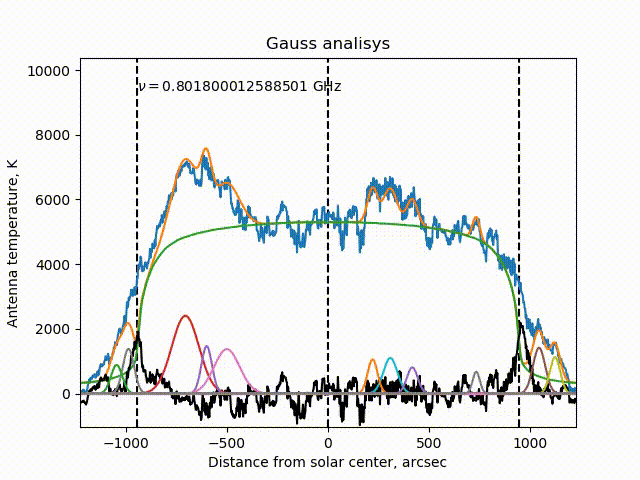 Gauss analisys
ν = 0.801800012588501 GHz
Antenna temperature, K
10000
8000
6000
4000
2000
0
−1000 −500 0 500 1000
Distance from solar center, arcsec